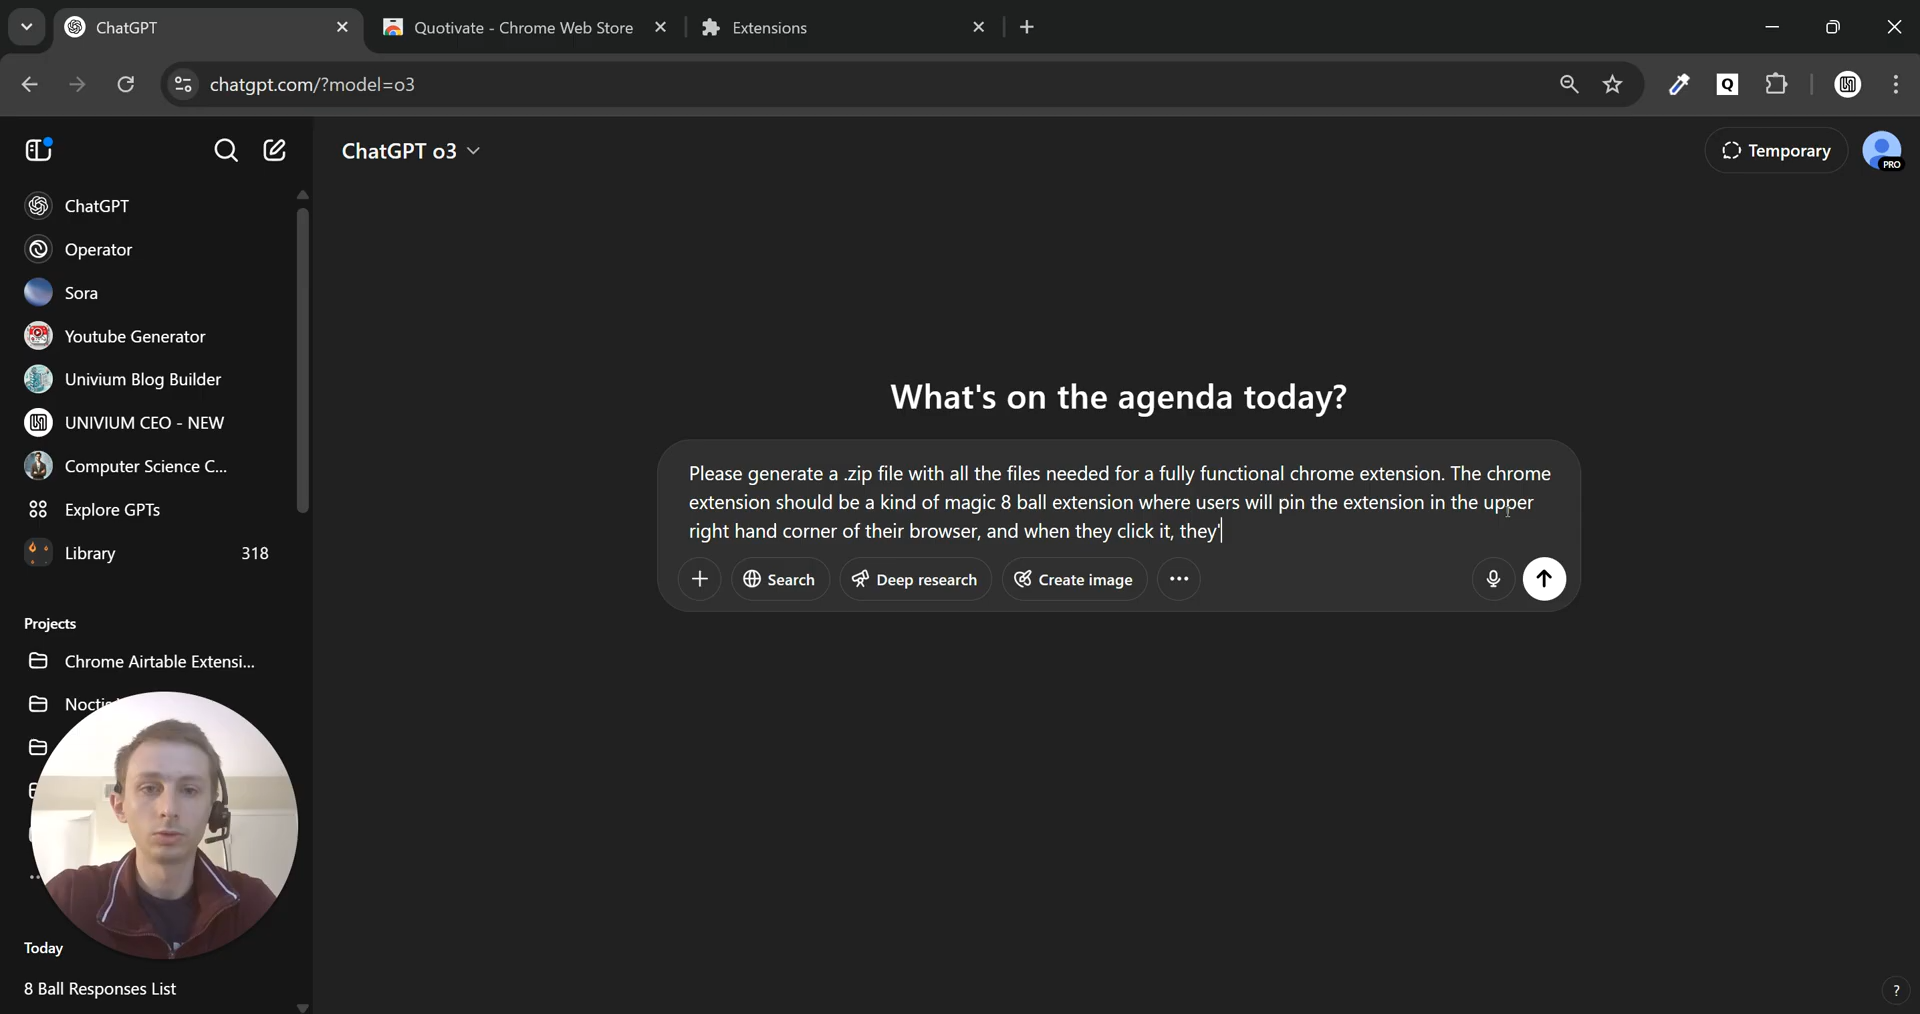 ChatGPT
Quotivate - Chrome Web Store
Extensions
chatgpt.com/?model=o3
Q
ChatGPT o3
Temporary
PRO
ChatGPT
Operator
Sora
Youtube Generator
Univium Blog Builder
UNIVIUM CEO - NEW
Computer Science C...
Explore GPTs
Library 318
Projects
Chrome Airtable Extensi...
Today
8 Ball Responses List
What's on the agenda today?
Please generate a .zip file with all the files needed for a fully functional chrome extension. The chrome
extension should be a kind of magic 8 ball extension where users will pin the extension in the upper
right hand corner of their browser, and when they click it, they'
Search
Deep research
Create image
?